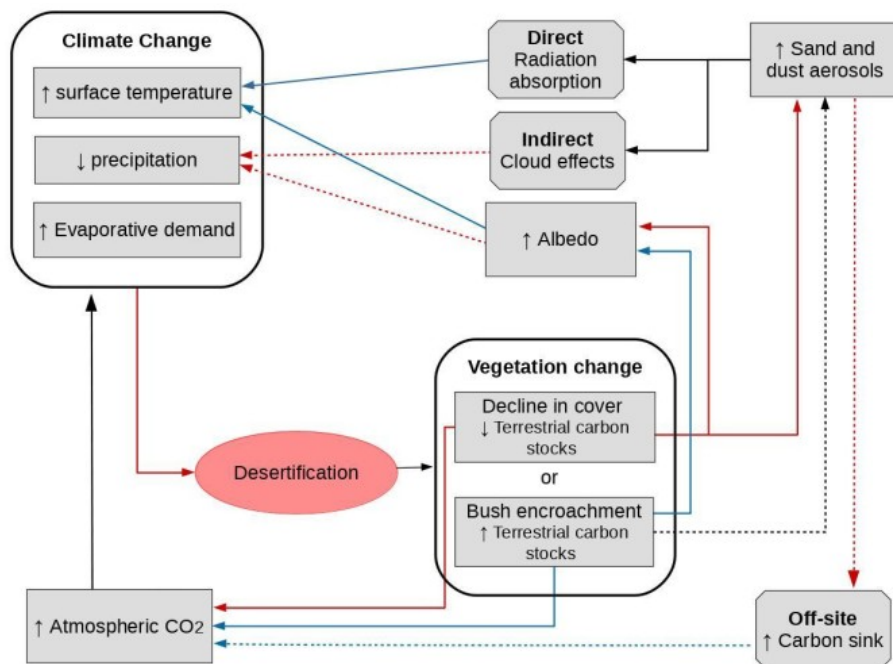 Climate Change
↑ surface temperature
↓ precipitation
↑ Evaporative demand
Direct
Radiation
absorption
Indirect
Cloud effects
↑ Albedo
↑ Sand and
dust aerosols
Vegetation change
Decline in cover
↓ Terrestrial carbon
stocks
or
Bush encroachment
↑ Terrestrial carbon
stocks
Desertification
↑ Atmospheric CO2
Off-site
↑ Carbon sink